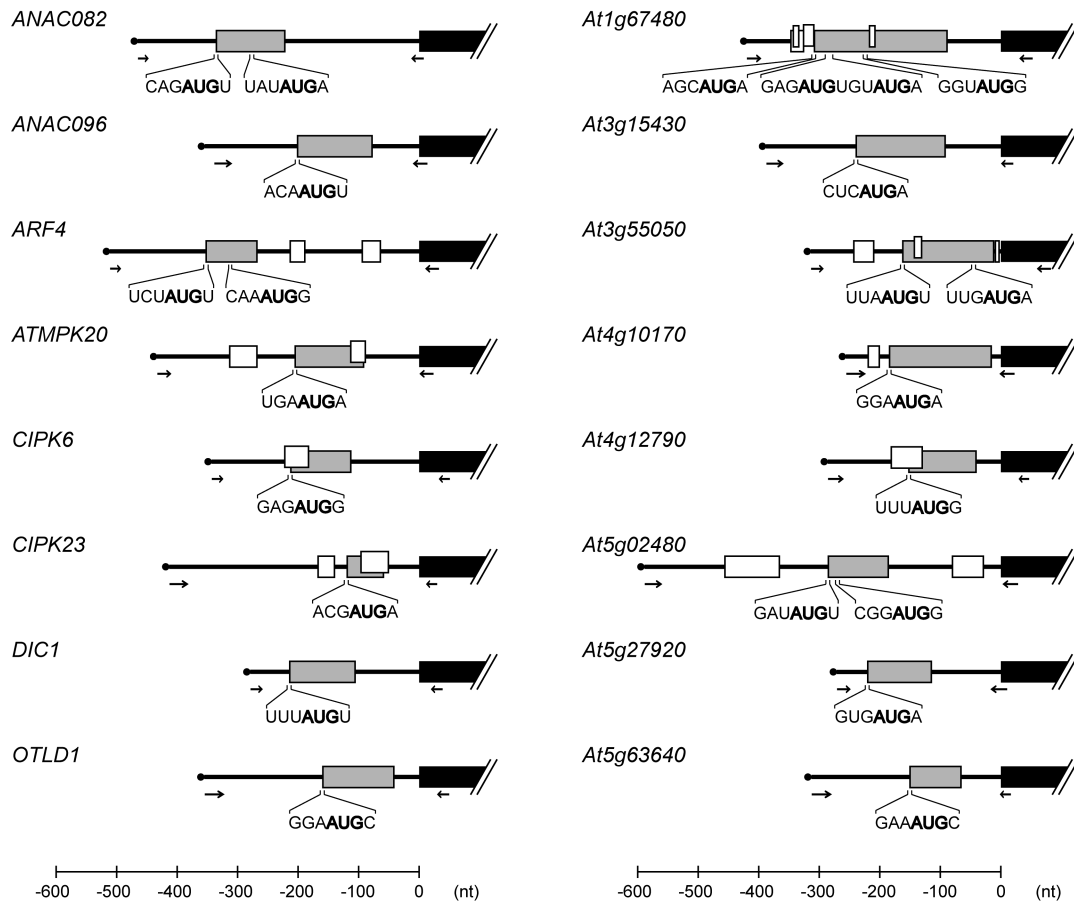 ANAC082
CAGAUGU UAUAUGA
ANAC096
ACAAUGU
ARF4
UCUAUGU CAAAUGG
ATMPK20
UGAAUGA
CIPK6
GAGAUGG
CIPK23
ACGAUGA
DIC1
UUUAUGU
OTLD1
GGAAUGC
-600 -500 -400 -300 -200 -100 0 (nt)
At1g67480
AGCAUGA GAGAUGUGUAUGA GGUAUGG
At3g15430
CUCAUGA
At3g55050
UUAAUGU UUGAUGA
At4g10170
GGAAUGA
At4g12790
UUUAUGG
At5g02480
GAUAUGU CGGAUGG
At5g27920
GUGAUGA
At5g63640
GAAAUGC
-600 -500 -400 -300 -200 -100 0 (nt)